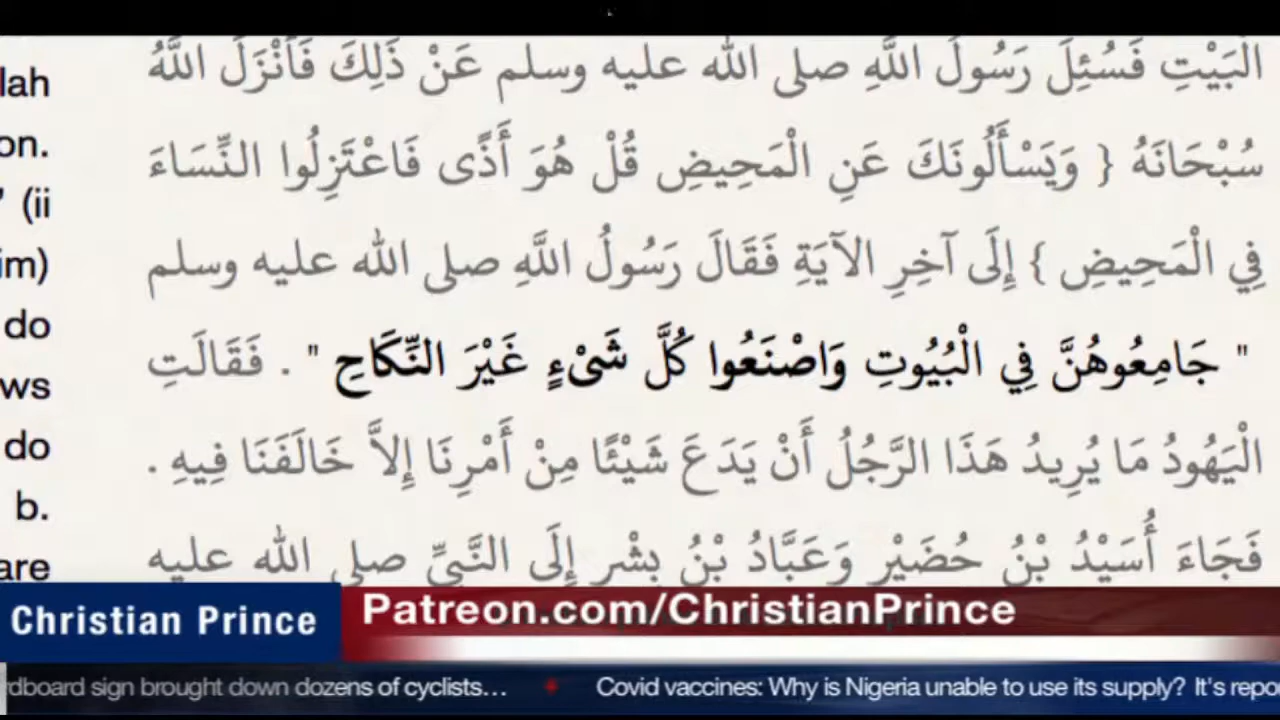 الْبَيْتِ فَسُئِلَ رَسُولُ اللَّهِ صلى الله عليه وسلم عَنْ ذَلِكَ فَأَنْزَلَ اللَّهُ
سُبْحَانَهُ { وَيَسْأَلُونَكَ عَنِ الْمَحِيضِ قُلْ هُوَ أَذًى فَاعْتَزِلُوا النِّسَاءَ
فِي الْمَحِيضِ } إِلَى آخِرِ الآيَةِ فَقَالَ رَسُولُ اللَّهِ صلى الله عليه وسلم
" جَامِعُوهُنَّ فِي الْبُيُوتِ وَاصْنَعُوا كُلَّ شَىْءٍ غَيْرَ النِّكَاحِ " . فَقَالَتِ
الْيَهُودُ مَا يُرِيدُ هَذَا الرَّجُلُ أَنْ يَدَعَ شَيْئًا مِنْ أَمْرِنَا إِلاَّ خَالَفَنَا فِيهِ .
فَجَاءَ أُسَيْدُ بْنُ حُضَيْرٍ وَعَبَّادُ بْنُ بِشْرٍ إِلَى النَّبِيِّ صلى الله عليه
lah
on.
” (ii
im)
do
ws
do
b.
are
Christian Prince
Patreon.com/ChristianPrince
rdboard sign brought down dozens of cyclists... Covid vaccines: Why is Nigeria unable to use its supply? It's repo